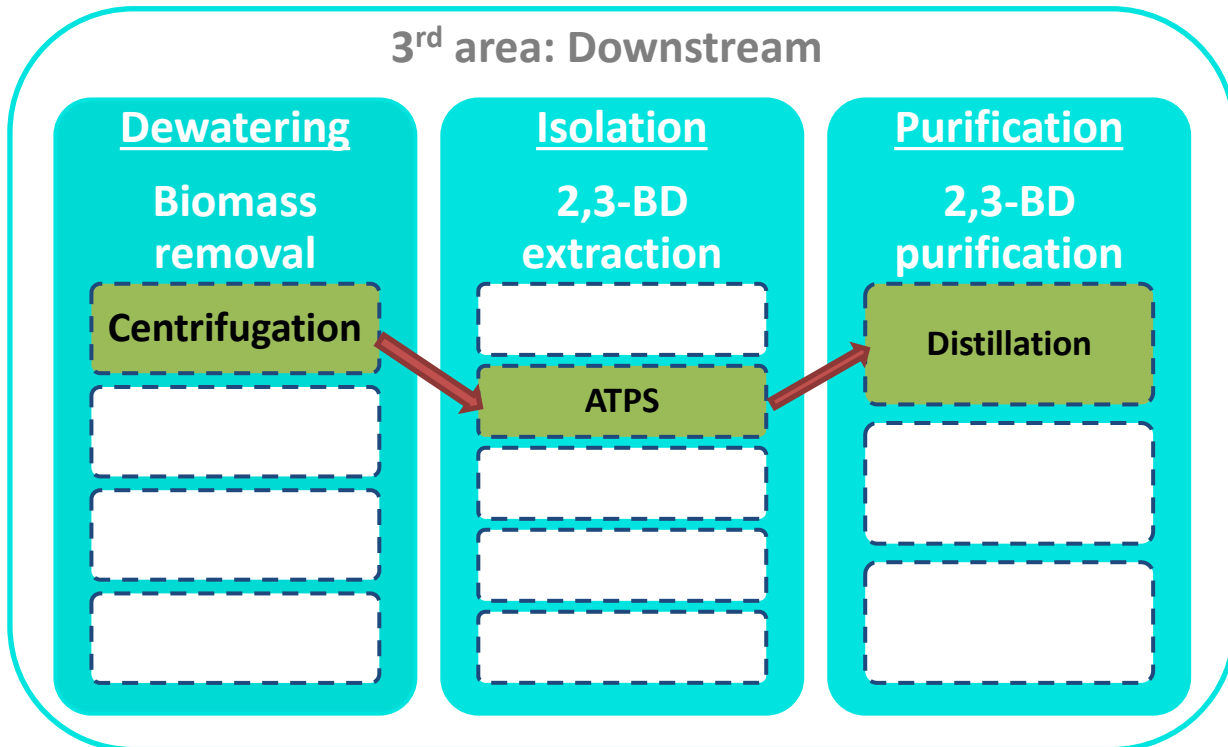 3rd area: Downstream
Dewatering
Biomass
removal
Centrifugation
Isolation
2,3-BD
extraction
ATPS
Purification
2,3-BD
purification
Distillation